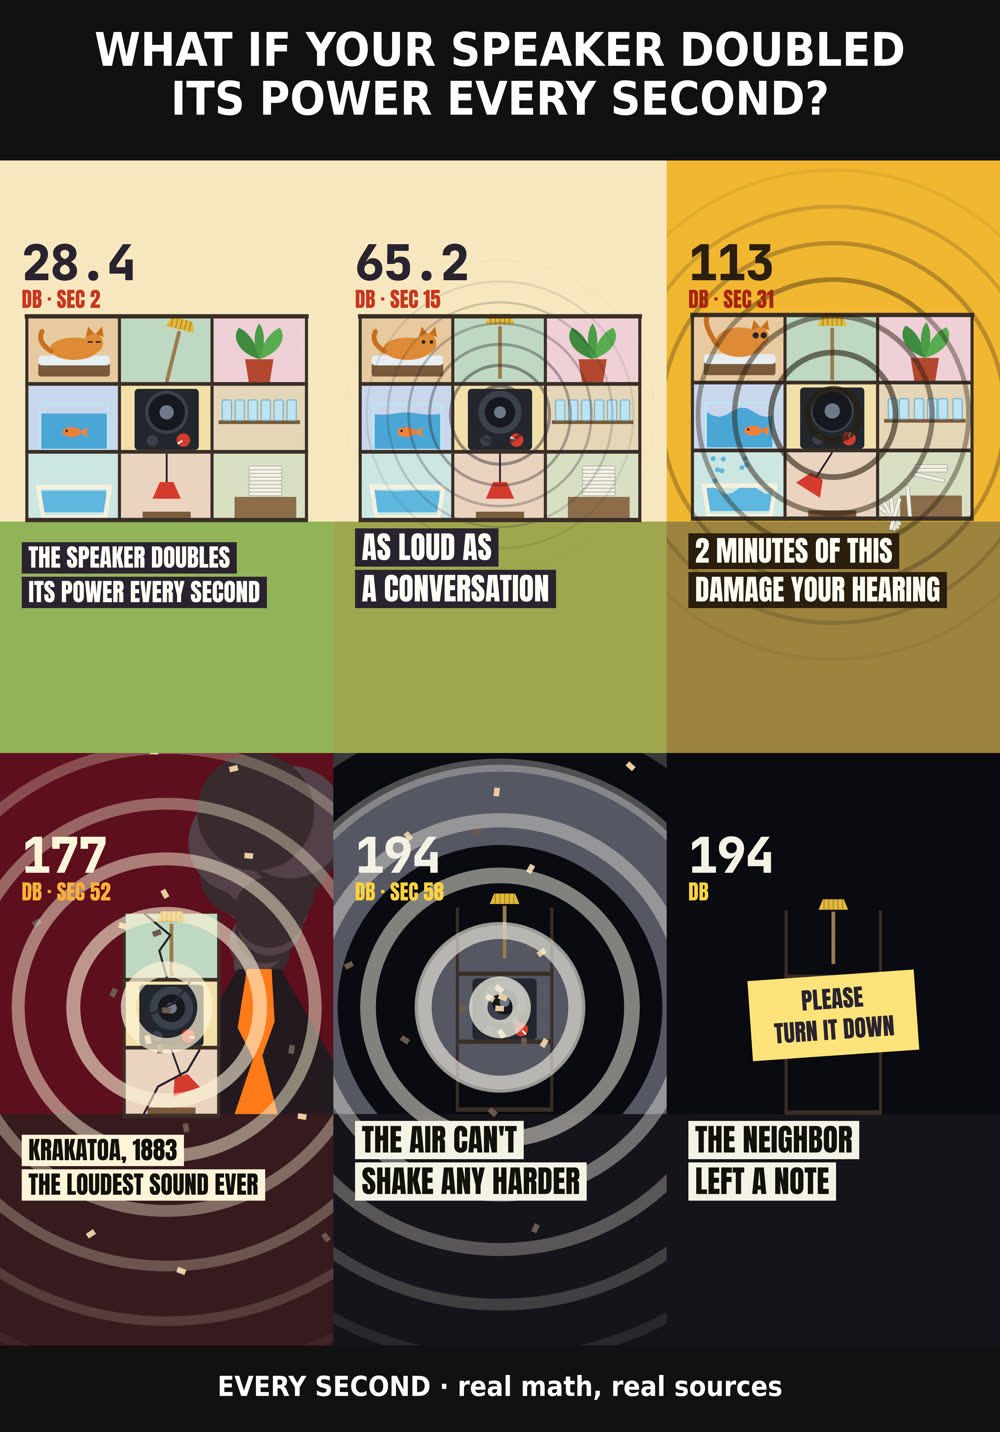 WHAT IF YOUR SPEAKER DOUBLED
ITS POWER EVERY SECOND?
28.4
DB · SEC 2
THE SPEAKER DOUBLES
ITS POWER EVERY SECOND
65.2
DB · SEC 15
AS LOUD AS
A CONVERSATION
113
DB · SEC 31
2 MINUTES OF THIS
DAMAGE YOUR HEARING
177
DB · SEC 52
KRAKATOA, 1883
THE LOUDEST SOUND EVER
194
DB · SEC 58
THE AIR CAN'T
SHAKE ANY HARDER
194
DB
PLEASE
TURN IT DOWN
THE NEIGHBOR
LEFT A NOTE
EVERY SECOND · real math, real sources